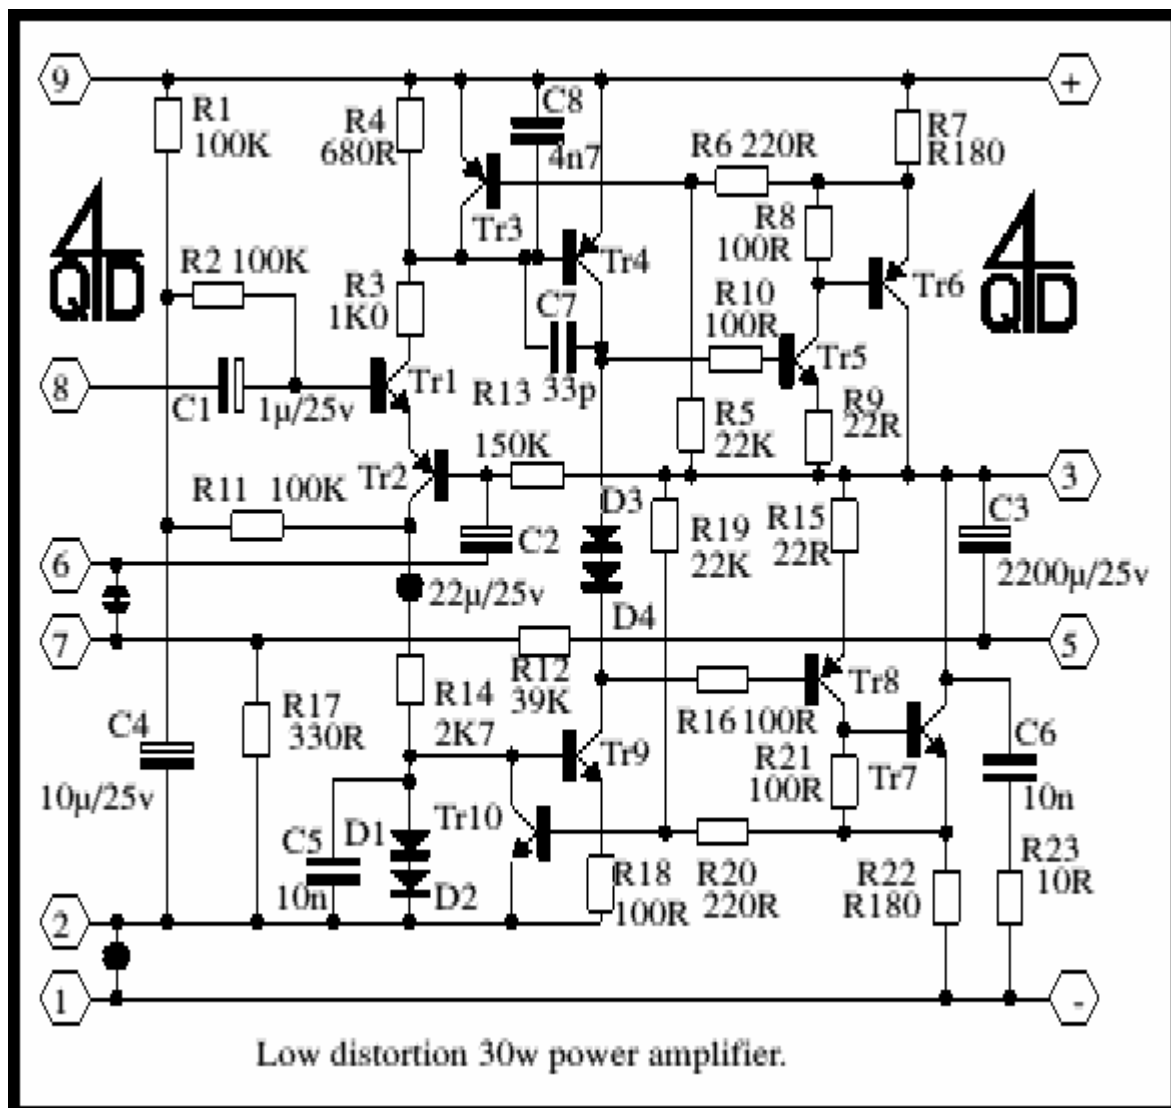 9
+
R1
100K
R4
680R
C8
4n7
R6 220R
R7
R180
4
QD
4
QD
R2 100K
Tr3
Tr4
R8
100R
Tr6
R3
1K0
C7
33p
R10
100R
Tr5
8
C1
1µ/25v
Tr1
R13
150K
R5
22K
R9
22R
Tr2
3
R11 100K
C2
22µ/25v
D3
D4
R19
22K
R15
22R
C3
2200µ/25v
6
7
5
R12
39K
R14
2K7
R17
330R
C4
10µ/25v
Tr9
R16 100R
Tr8
R21
100R
Tr7
C6
10n
Tr10
C5
10n
D1
D2
R18
100R
R20
220R
R22
R180
R23
10R
2
1
-
Low distortion 30w power amplifier.